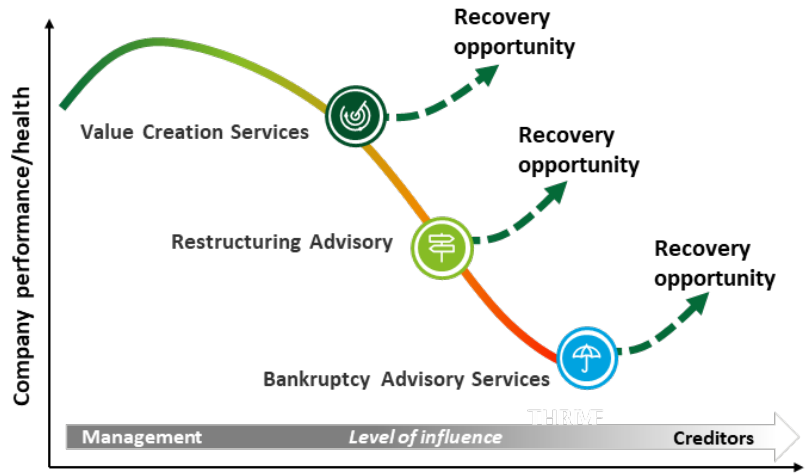 Recovery
opportunity
Value Creation Services
Recovery
opportunity
Restructuring Advisory
Recovery
opportunity
Bankruptcy Advisory Services
THRIVE
Management
Level of influence
Creditors
Company performance/health